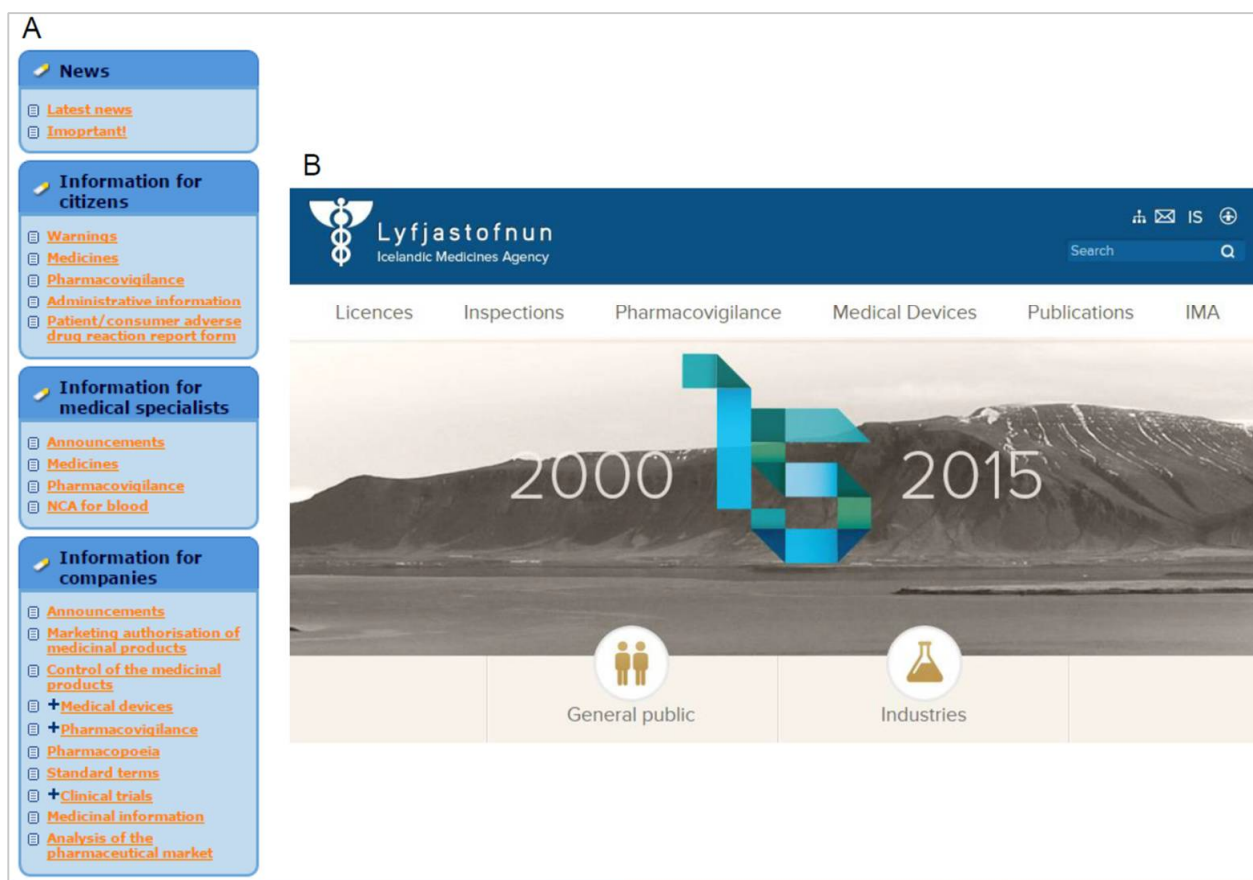 A
News
Latest news
Imoprtant!
Information for
citizens
Warnings
Medicines
Pharmacovigilance
Administrative information
Patient/consumer adverse
drug reaction report form
Information for
medical specialists
Announcements
Medicines
Pharmacovigilance
NCA for blood
Information for
companies
Announcements
Marketing authorisation of
medicinal products
Control of the medicinal
products
+Medical devices
+Pharmacovigilance
Pharmacopoeia
Standard terms
+Clinical trials
Medicinal information
Analysis of the
pharmaceutical market
B
Lyfjastofnun
Icelandic Medicines Agency
IS
Search
Licences Inspections Pharmacovigilance Medical Devices Publications IMA
2000 15 2015
General public Industries